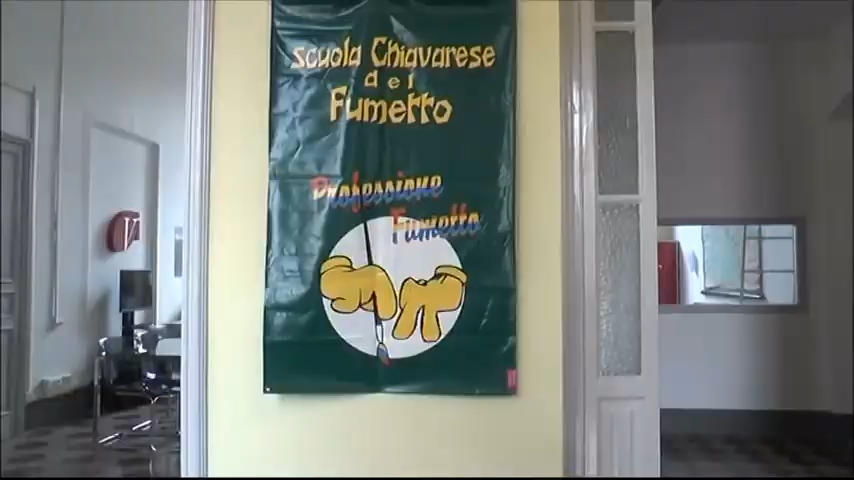 Scuola Chiavarese
del
Fumetto
Professione
Fumetto